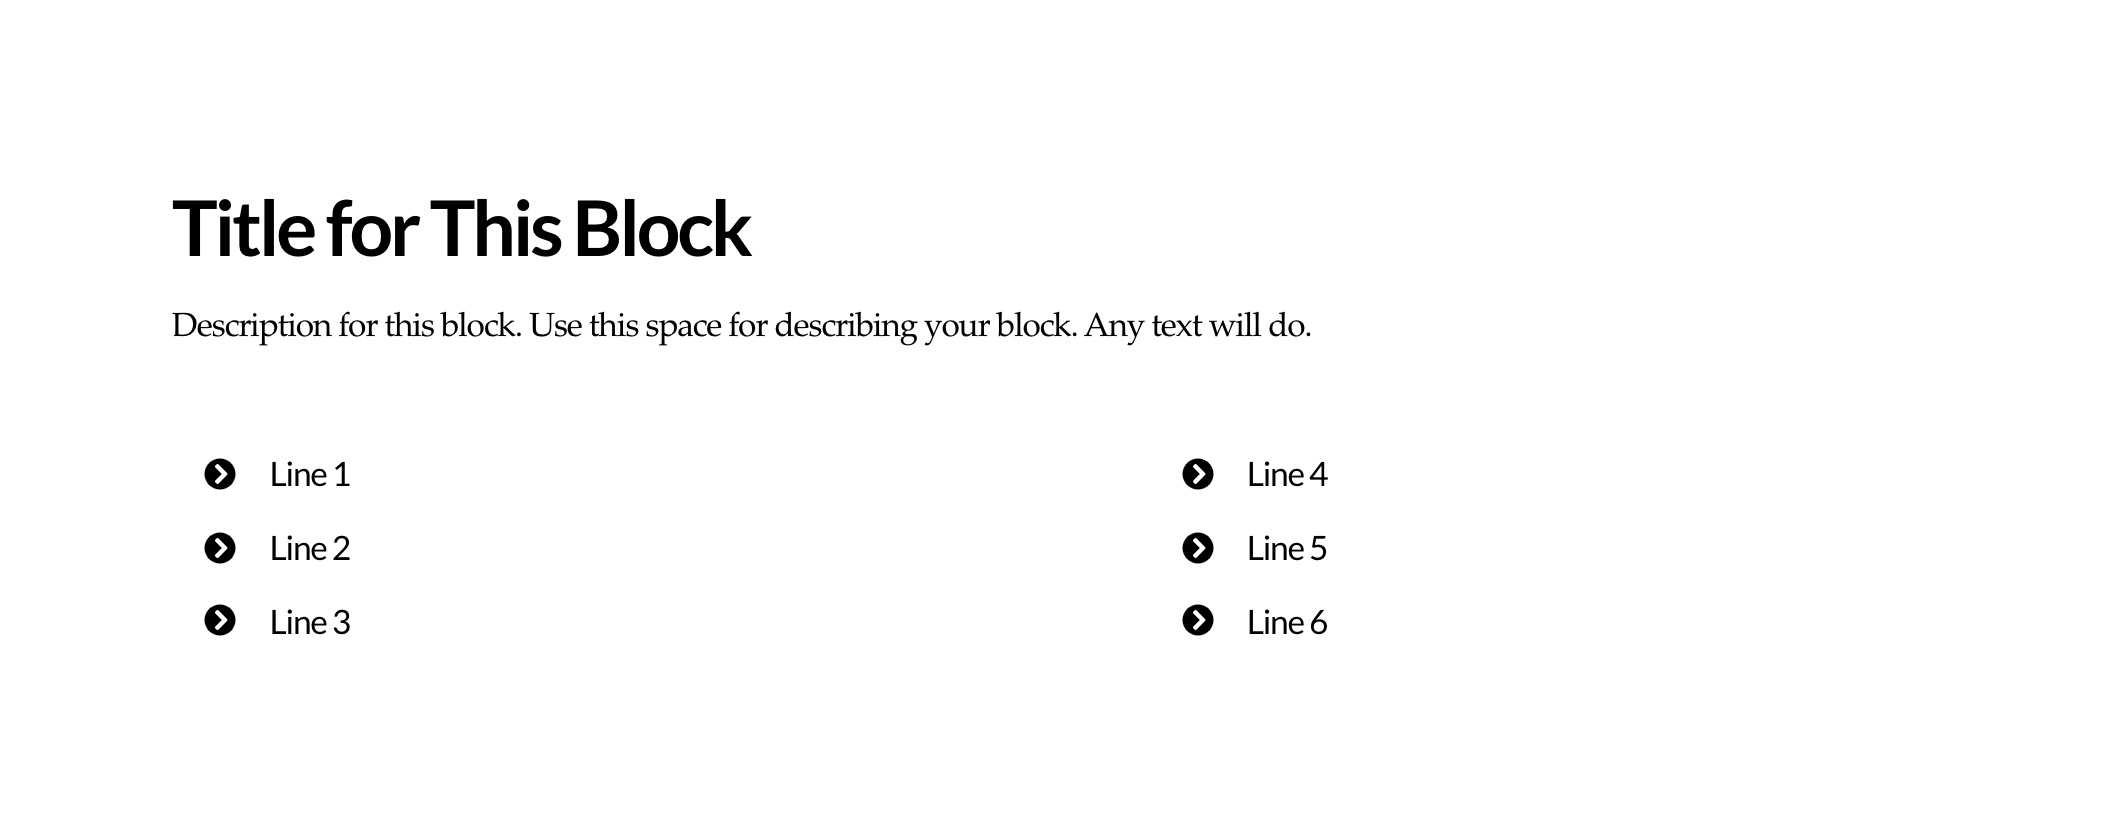 Title for This Block
Description for this block. Use this space for describing your block. Any text will do.
Line 1
Line 2
Line 3
Line 4
Line 5
Line 6